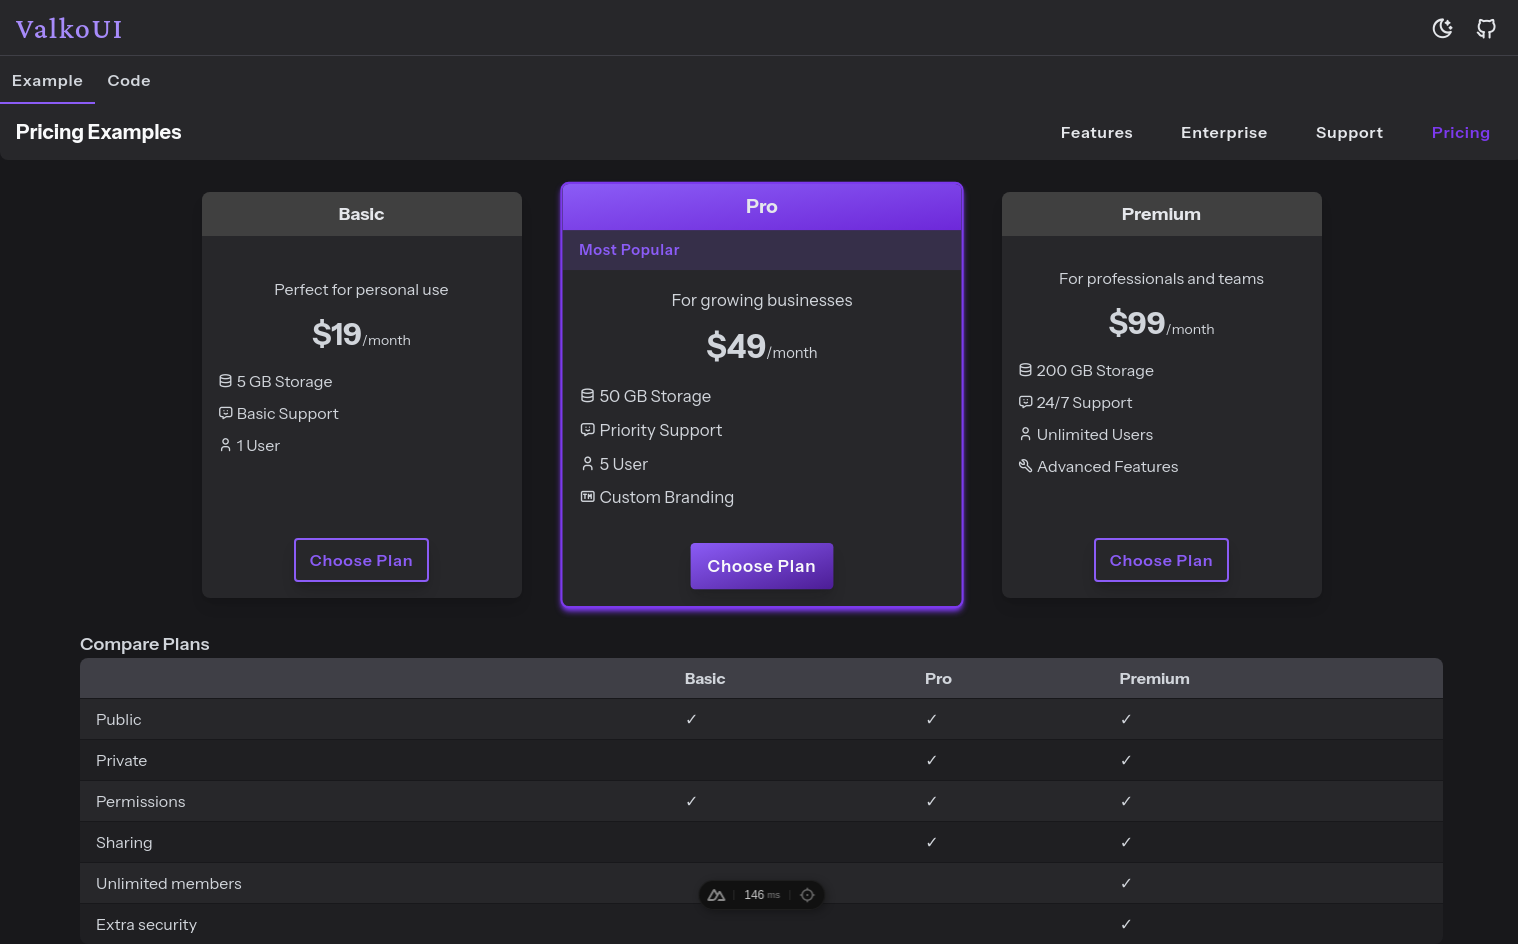 ValkoUI
Example Code
Pricing Examples Features Enterprise Support Pricing
Basic
Perfect for personal use
$19/month
5 GB Storage
Basic Support
1 User
Choose Plan
Pro
Most Popular
For growing businesses
$49/month
50 GB Storage
Priority Support
5 User
Custom Branding
Choose Plan
Premium
For professionals and teams
$99/month
200 GB Storage
24/7 Support
Unlimited Users
Advanced Features
Choose Plan
Compare Plans
Basic Pro Premium
Public ✓ ✓ ✓
Private ✓ ✓
Permissions ✓ ✓ ✓
Sharing ✓ ✓
Unlimited members ✓
146 ms
Extra security ✓